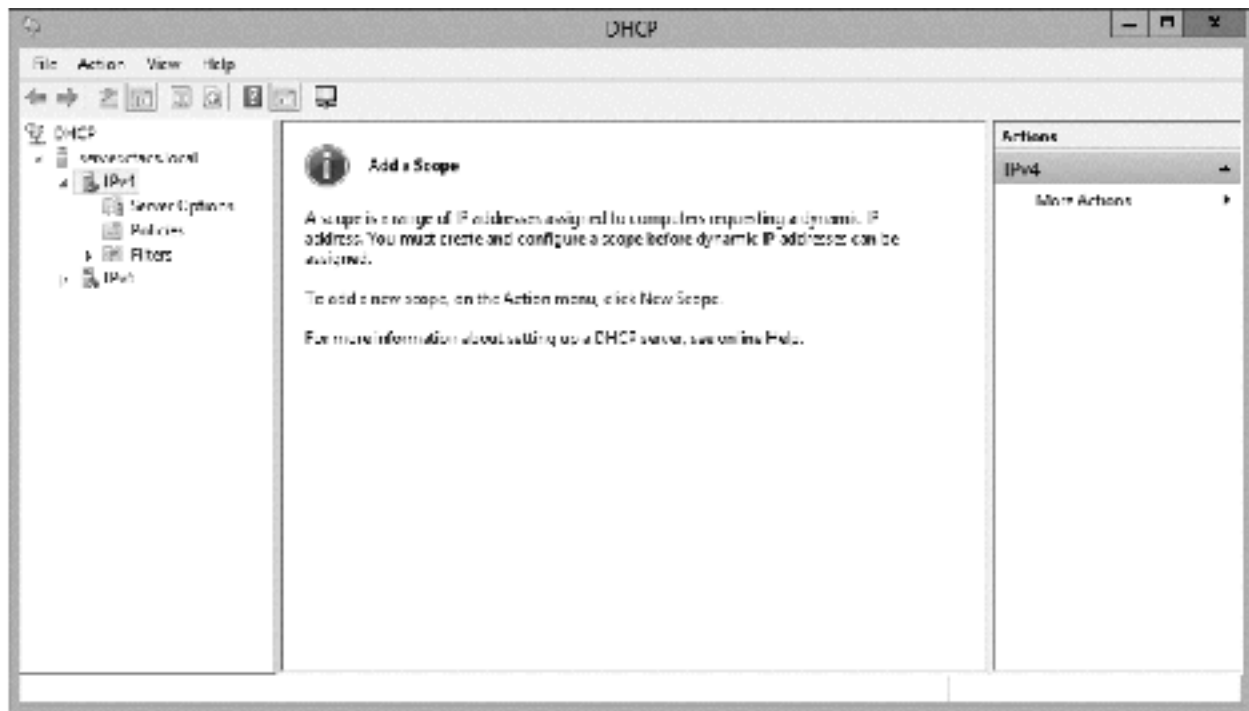 DHCP
File Action View Help
DHCP
IPv4
Server Options
Policies
Filters
Add a Scope
A scope is a range of IP addresses assigned to computers requesting a dynamic IP
address. You must create and configure a scope before dynamic IP addresses can be
assigned.
To add a new scope, on the Action menu, click New Scope.
For more information about setting up a DHCP server, see online Help.
Actions
IPv4
More Actions